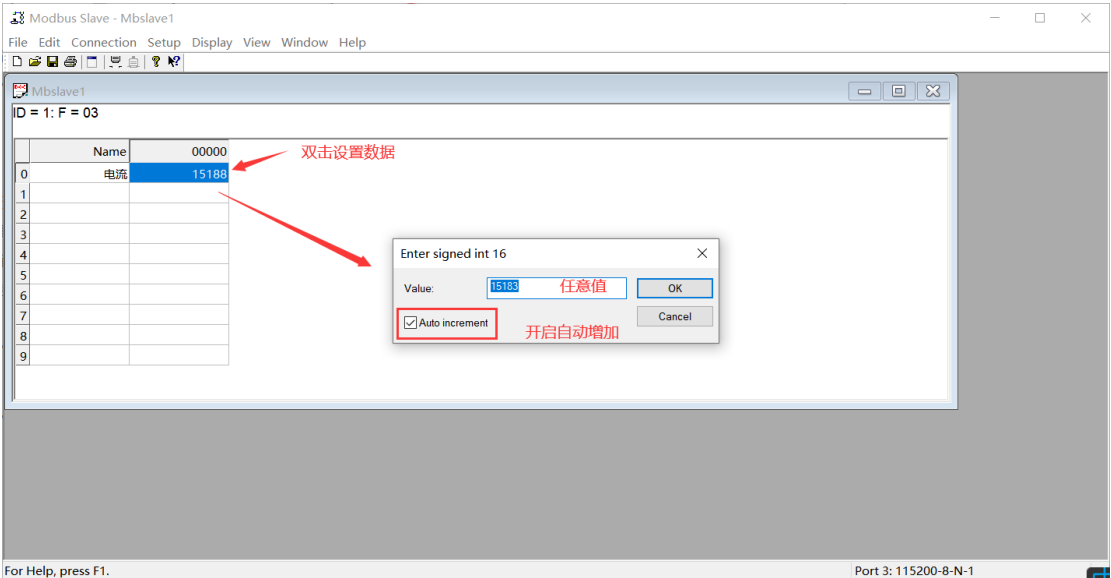 Modbus Slave - Mbslave1
File Edit Connection Setup Display View Window Help
Mbslave1
ID = 1: F = 03
Name 00000
双击设置数据
0 电流 15188
1
2
3
4
5
6
7
8
9
Enter signed int 16
Value: 15183 任意值 OK
Auto increment Cancel
开启自动增加
For Help, press F1. Port 3: 115200-8-N-1